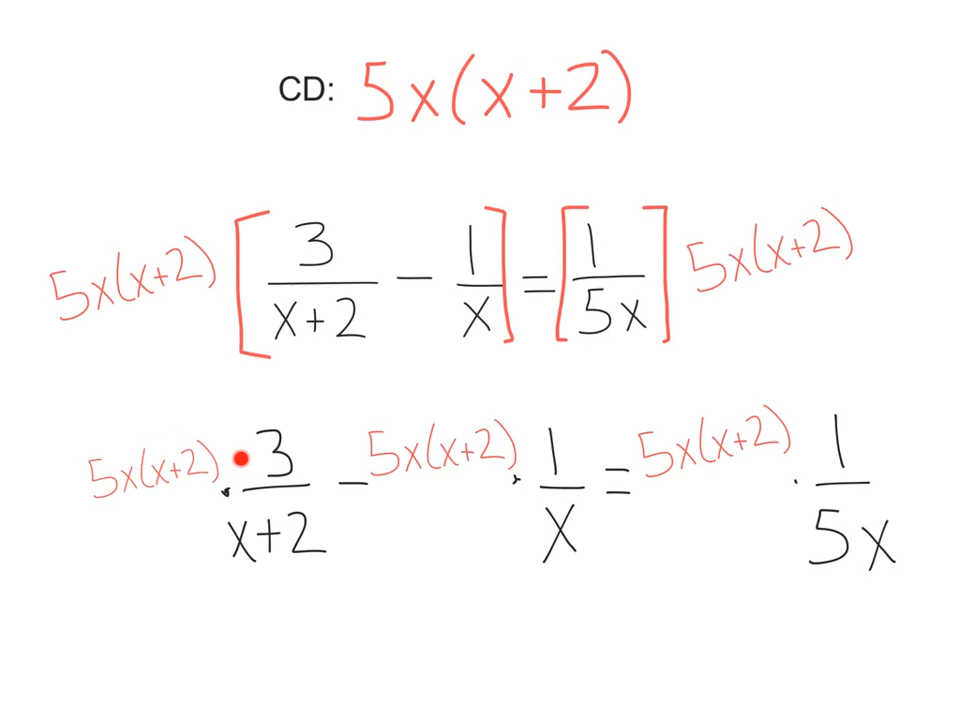 CD: 5x(x+2)
5x(x+2) [ 3/(x+2) − 1/x ] = [ 1/5x ] 5x(x+2)
5x(x+2) · 3/(x+2) − 5x(x+2) · 1/x = 5x(x+2) · 1/5x